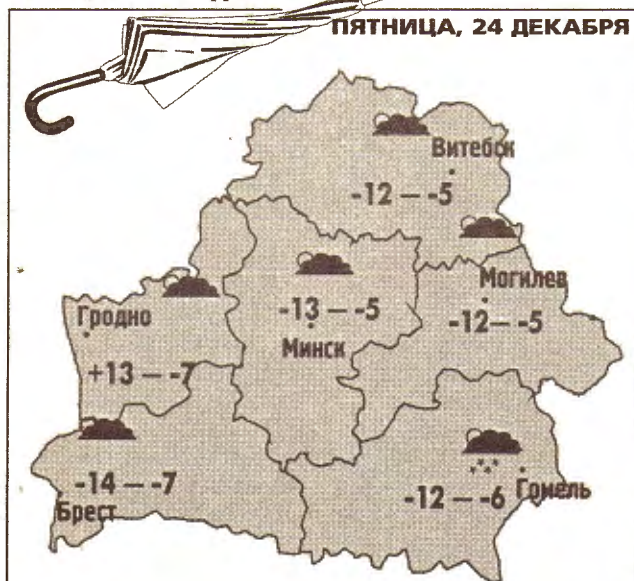 ПЯТНИЦА, 24 ДЕКАБРЯ
Витебск
-12 – -5
Могилев
-12– -5
-13 – -5
Минск
Гродно
+13 – -7
-14 – -7
Брест
-12 – -6
Гомель